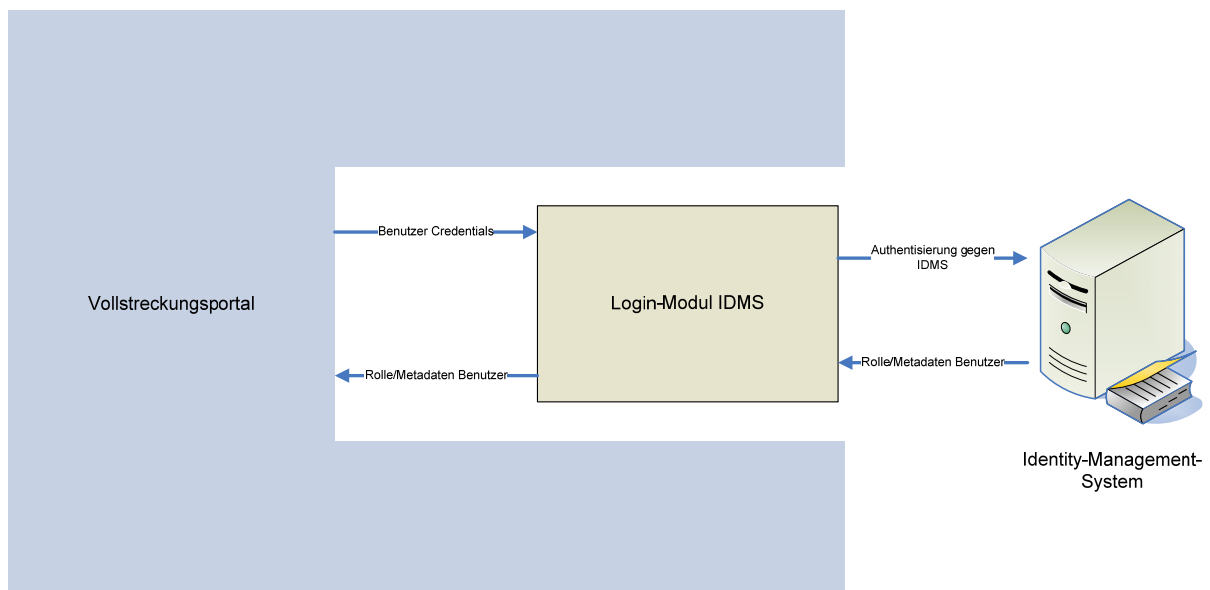 Vollstreckungsportal
Benutzer Credentials
Rolle/Metadaten Benutzer
Login-Modul IDMS
Authentisierung gegen
IDMS
Rolle/Metadaten Benutzer
Identity-Management-
System